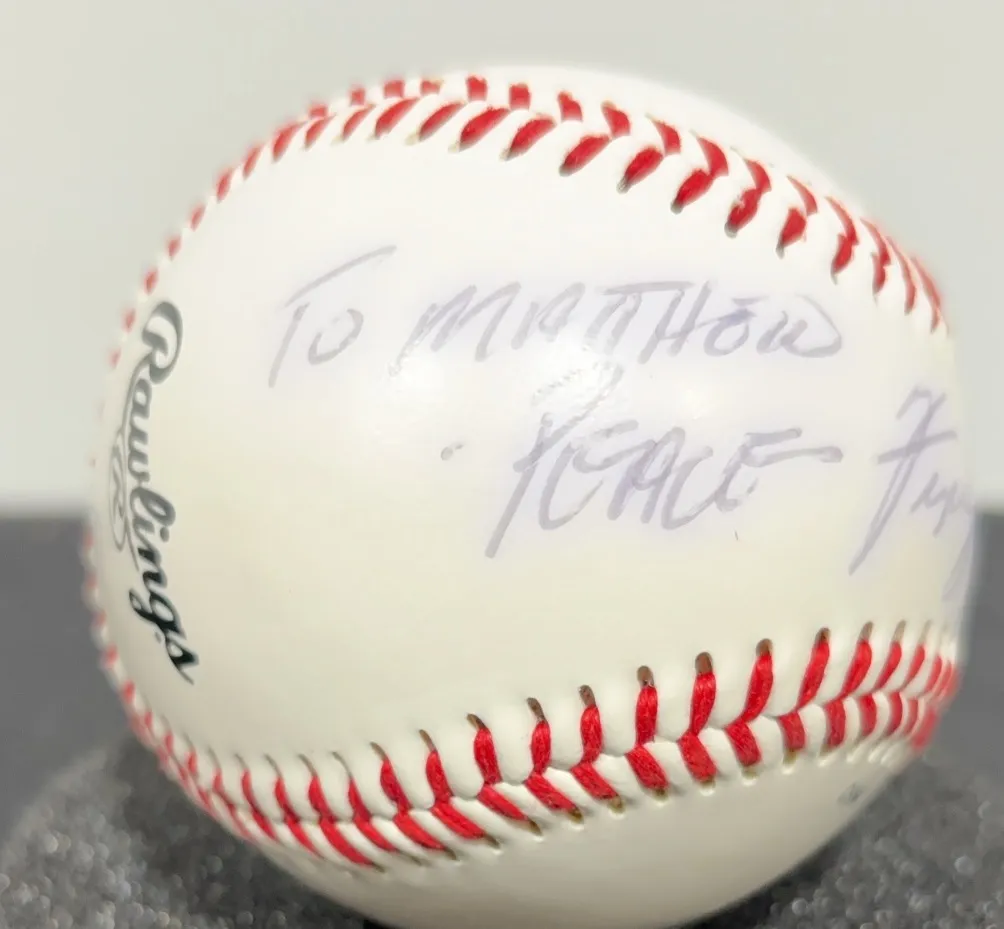 To MATTHEW
PEACE
Rawlings
R